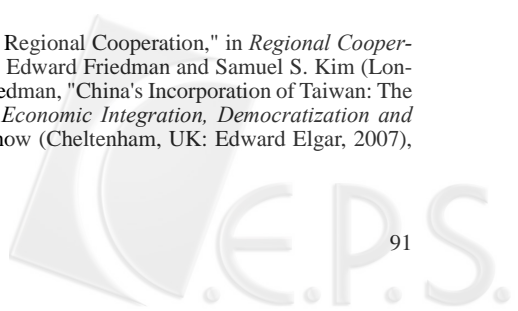 Regional Cooperation," in Regional Cooper-
Edward Friedman and Samuel S. Kim (Lon-
edman, "China's Incorporation of Taiwan: The
Economic Integration, Democratization and
now (Cheltenham, UK: Edward Elgar, 2007),
91
C.E.P.S.